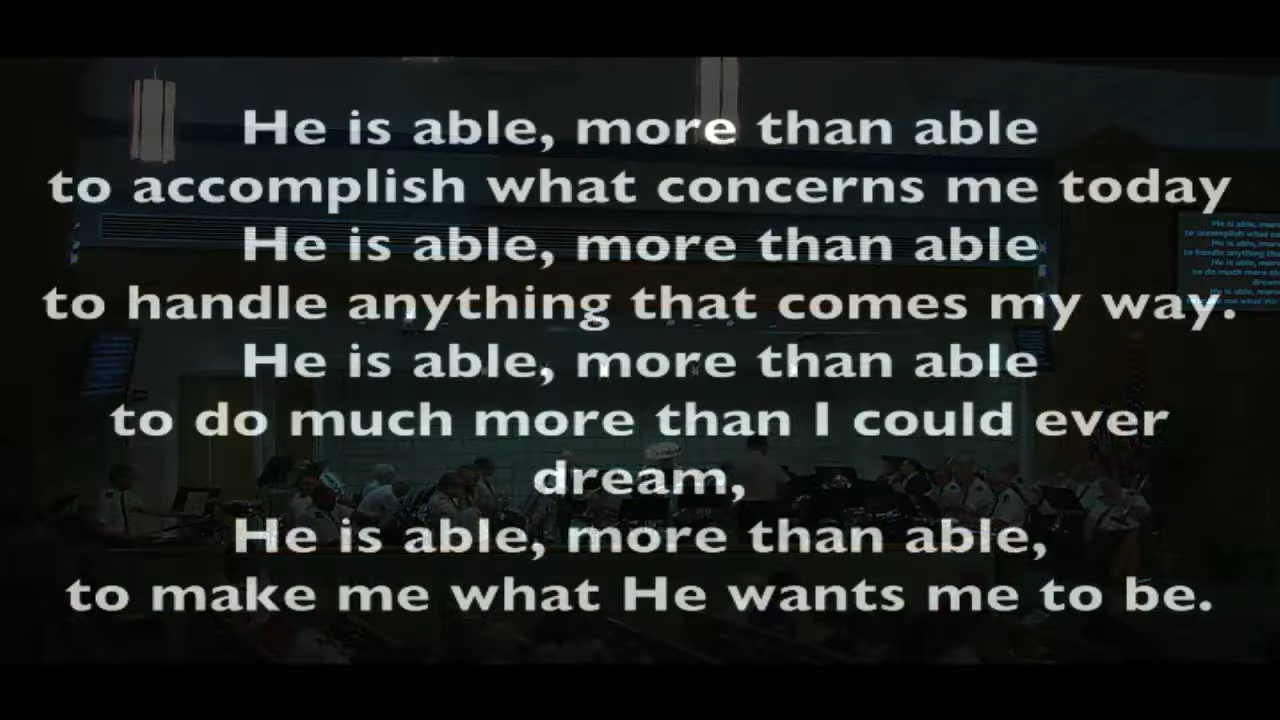 He is able, more than able
to accomplish what concerns me today
He is able, more than able
to handle anything that comes my way.
He is able, more than able
to do much more than I could ever
dream,
He is able, more than able,
to make me what He wants me to be.